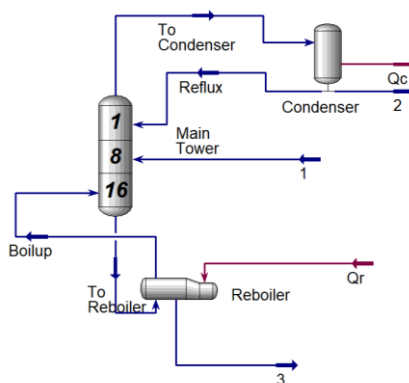 To
Condenser
Qc
Reflux
Condenser
2
1
Main
Tower
8
1
16
Boilup
To
Reboiler
Reboiler
Qr
3